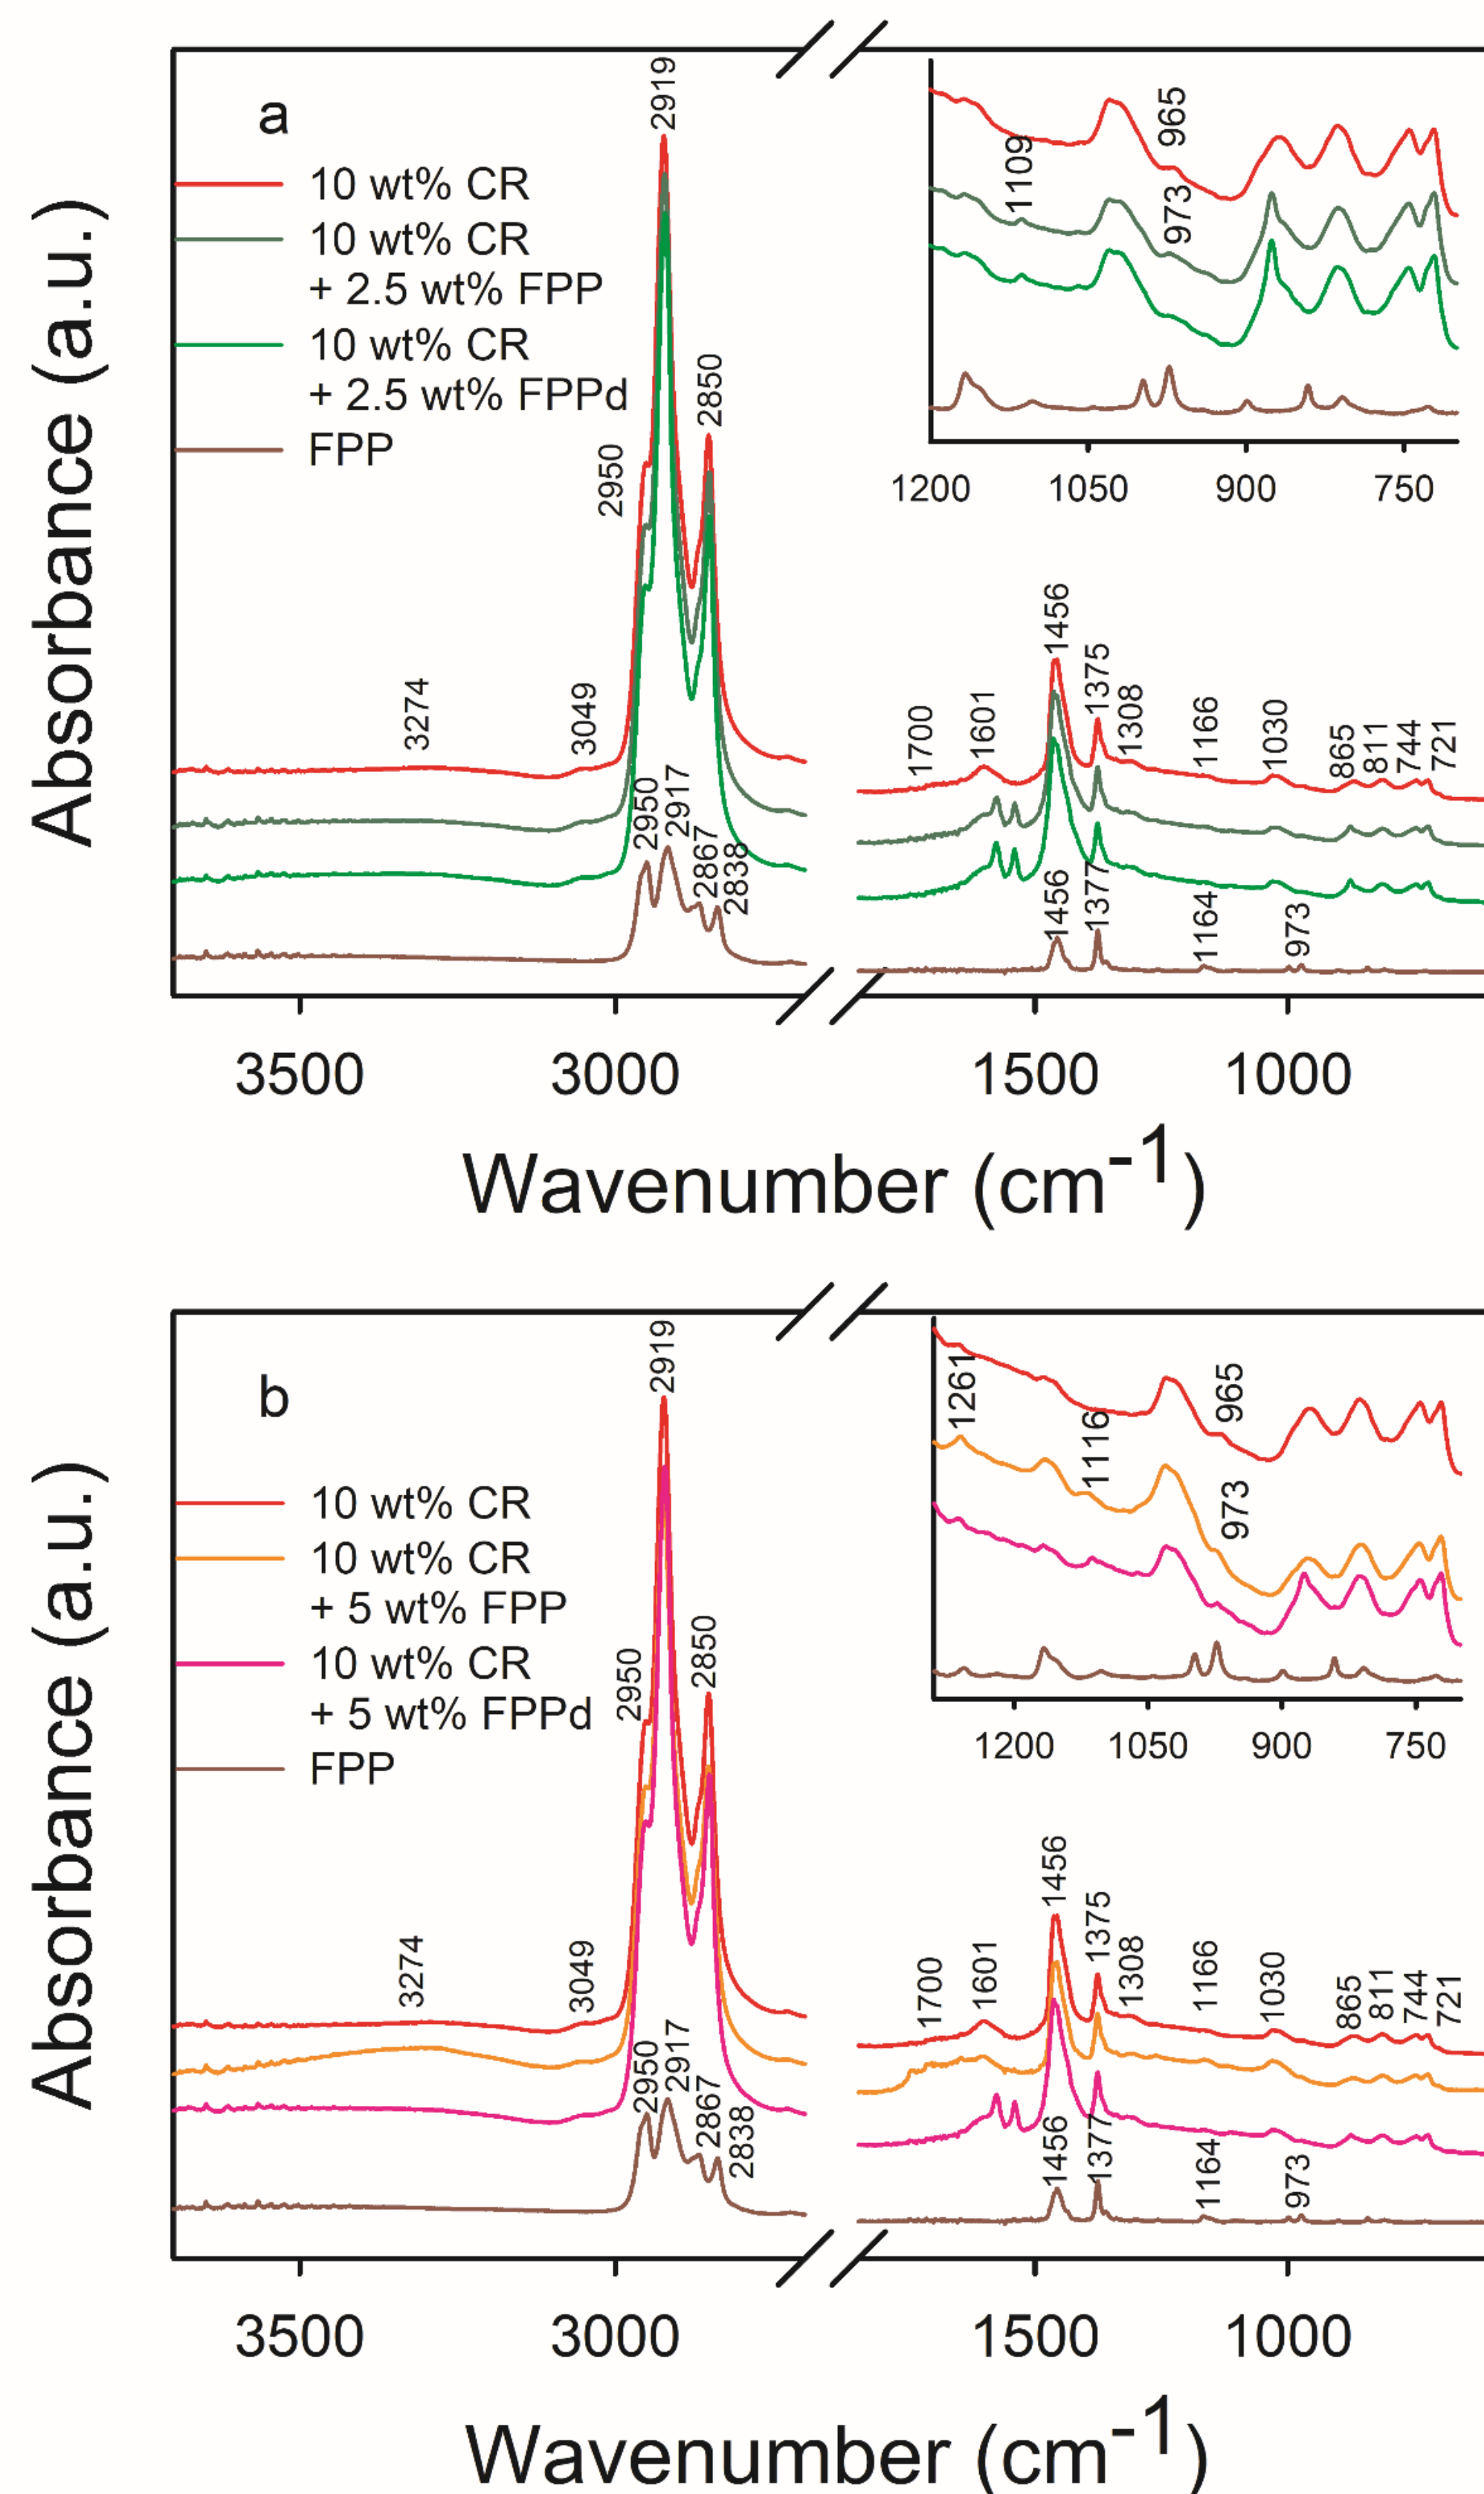 a
10 wt% CR
10 wt% CR
+ 2.5 wt% FPP
10 wt% CR
+ 2.5 wt% FPPd
FPP
Absorbance (a.u.)
2919
2850
2950
3274
3049
2950
2917
2867
2838
1700
1601
1456
1375
1308
1166
1030
865
811
744
721
1456
1377
1164
973
1109
965
973
1200 1050 900 750
3500 3000 1500 1000
Wavenumber (cm-1)
b
10 wt% CR
10 wt% CR
+ 5 wt% FPP
10 wt% CR
+ 5 wt% FPPd
FPP
Absorbance (a.u.)
2919
2850
2950
3274
3049
2950
2917
2867
2838
1700
1601
1456
1375
1308
1166
1030
865
811
744
721
1456
1377
1164
973
1261
1116
965
973
1200 1050 900 750
3500 3000 1500 1000
Wavenumber (cm-1)